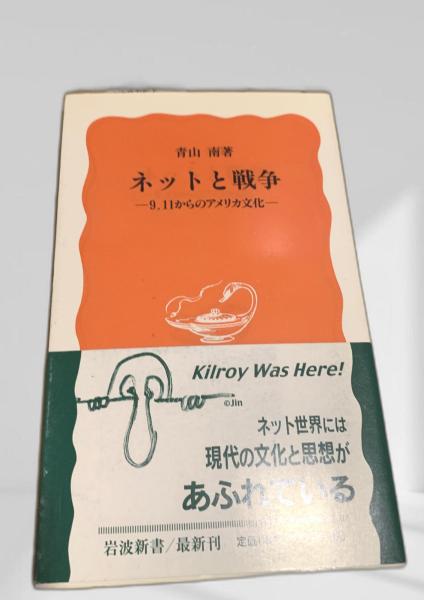 青山 南著
ネットと戦争
—9.11からのアメリカ文化—
Kilroy Was Here!
©Jin
ネット世界には
現代の文化と思想が
あふれている
岩波新書/最新刊
定価